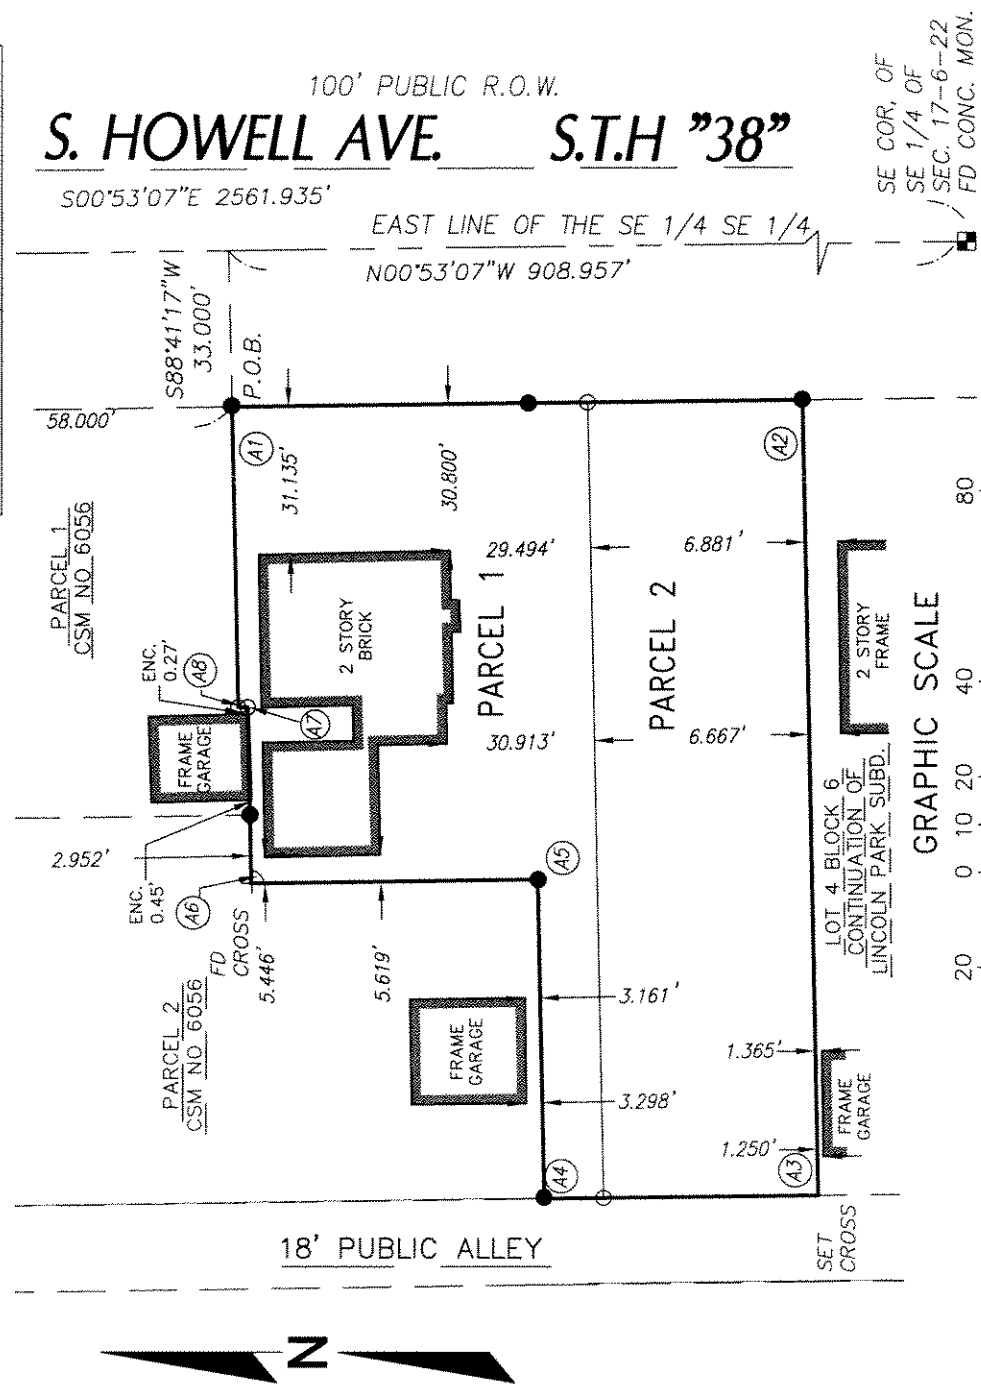 100' PUBLIC R.O.W.
S. HOWELL AVE. S.T.H "38"
S00°53'07"E 2561.935'
EAST LINE OF THE SE 1/4 SE 1/4
N00°53'07"W 908.957'
SE COR, OF
SE 1/4 OF
SEC. 17-6-22
FD CONC. MON.
S88°41'17"W
33.000'
P.O.B.
58.000'
A1
A2
31.135'
30.800'
PARCEL 1
CSM NO 6056
ENC.
0.27'
A8
A7
2 STORY
BRICK
29.494'
6.881'
PARCEL 1
PARCEL 2
30.913'
6.667'
2 STORY
FRAME
FRAME
GARAGE
2.952'
ENC.
0.45'
A6
A5
FD
CROSS
5.446'
5.619'
PARCEL 2
CSM NO 6056
FRAME
GARAGE
3.161'
3.298'
LOT 4 BLOCK 6
CONTINUATION OF
LINCOLN PARK SUBD.
1.365'
1.250'
FRAME
GARAGE
A4
A3
SET
CROSS
18' PUBLIC ALLEY
GRAPHIC SCALE
20 0 10 20 40 80
N